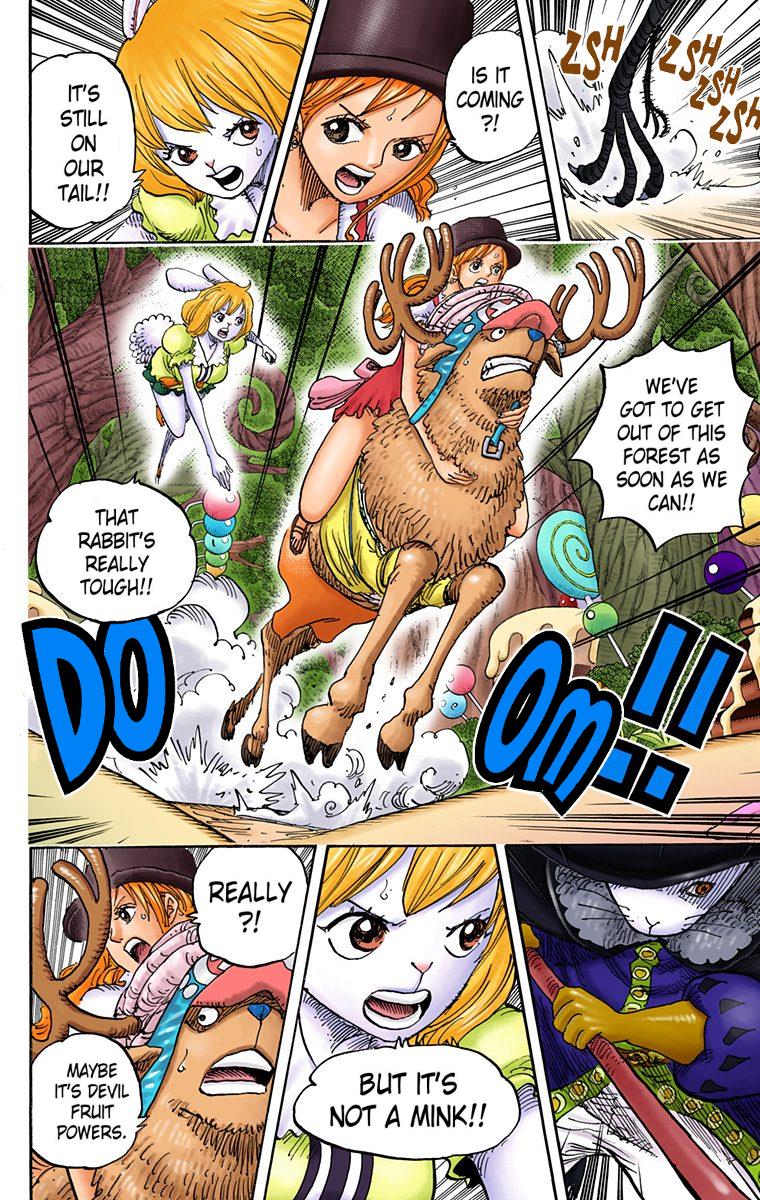 IT'S
STILL
ON
OUR
TAIL!!
IS IT
COMING
?!
ZSH
ZSH
ZSH
ZSH
WE'VE
GOT TO GET
OUT OF THIS
FOREST AS
SOON AS WE
CAN!!
THAT
RABBIT'S
REALLY
TOUGH!!
DO
OM--!!
REALLY
?!
MAYBE
IT'S DEVIL
FRUIT
POWERS.
BUT IT'S
NOT A MINK!!